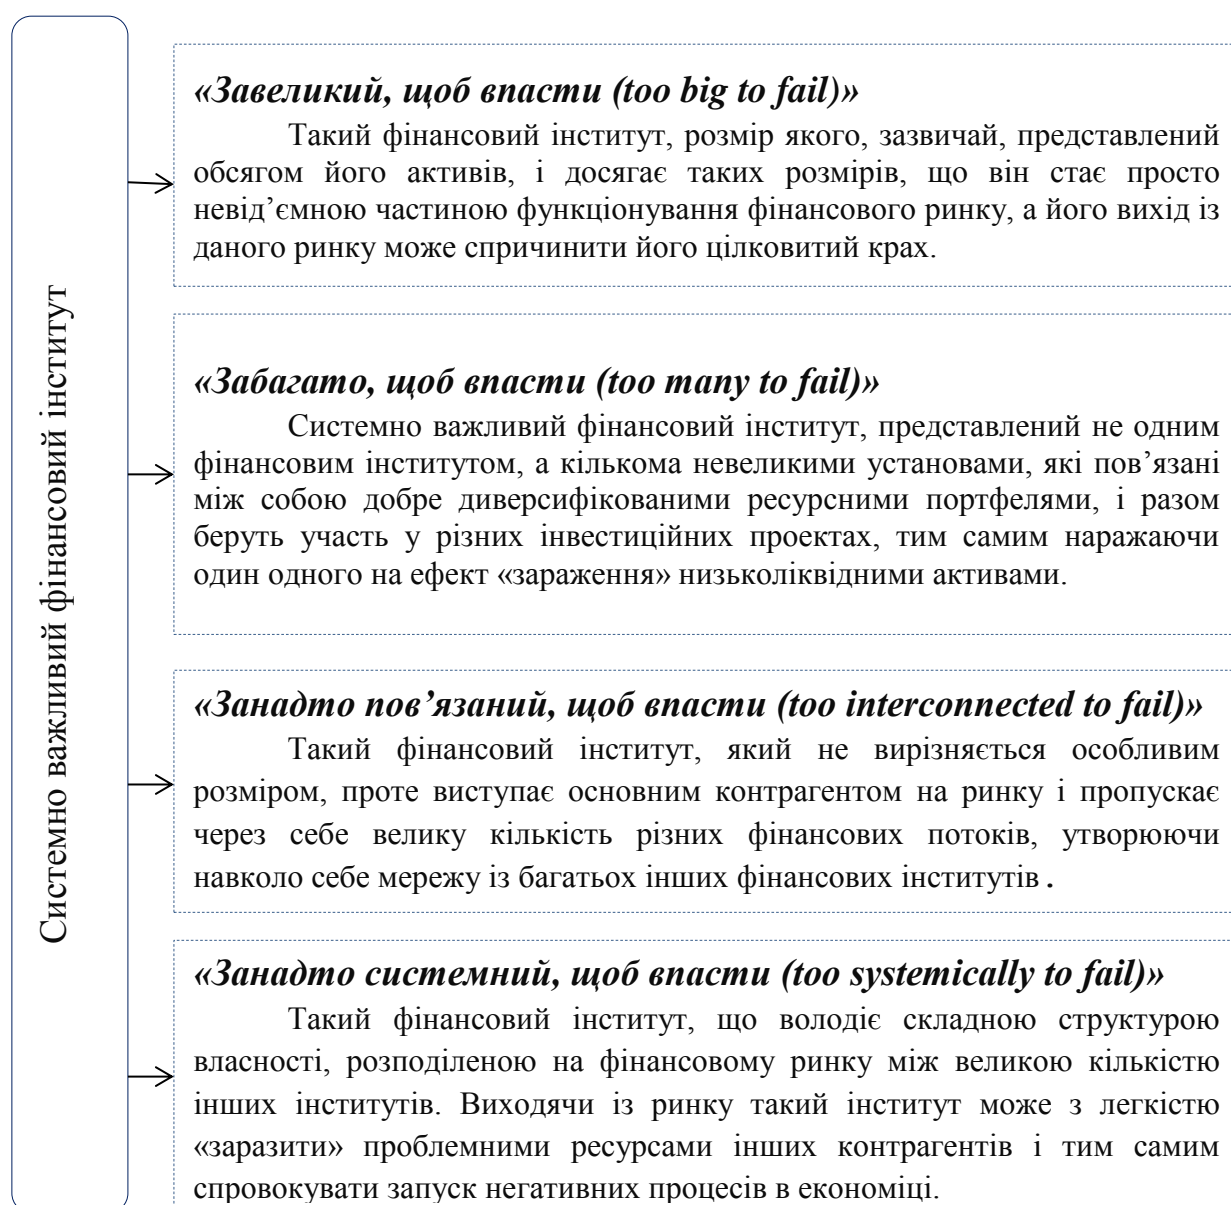 Системно важливий фінансовий інститут
«Завеликий, щоб впасти (too big to fail)»
Такий фінансовий інститут, розмір якого, зазвичай, представлений
обсягом його активів, і досягає таких розмірів, що він стає просто
невід’ємною частиною функціонування фінансового ринку, а його вихід із
даного ринку може спричинити його цілковитий крах.
«Забагато, щоб впасти (too many to fail)»
Системно важливий фінансовий інститут, представлений не одним
фінансовим інститутом, а кількома невеликими установами, які пов’язані
між собою добре диверсифікованими ресурсними портфелями, і разом
беруть участь у різних інвестиційних проектах, тим самим наражаючи
один одного на ефект «зараження» низьколіквідними активами.
«Занадто пов’язаний, щоб впасти (too interconnected to fail)»
Такий фінансовий інститут, який не вирізняється особливим
розміром, проте виступає основним контрагентом на ринку і пропускає
через себе велику кількість різних фінансових потоків, утворюючи
навколо себе мережу із багатьох інших фінансових інститутів .
«Занадто системний, щоб впасти (too systemically to fail)»
Такий фінансовий інститут, що володіє складною структурою
власності, розподіленою на фінансовому ринку між великою кількістю
інших інститутів. Виходячи із ринку такий інститут може з легкістю
«заразити» проблемними ресурсами інших контрагентів і тим самим
спровокувати запуск негативних процесів в економіці.